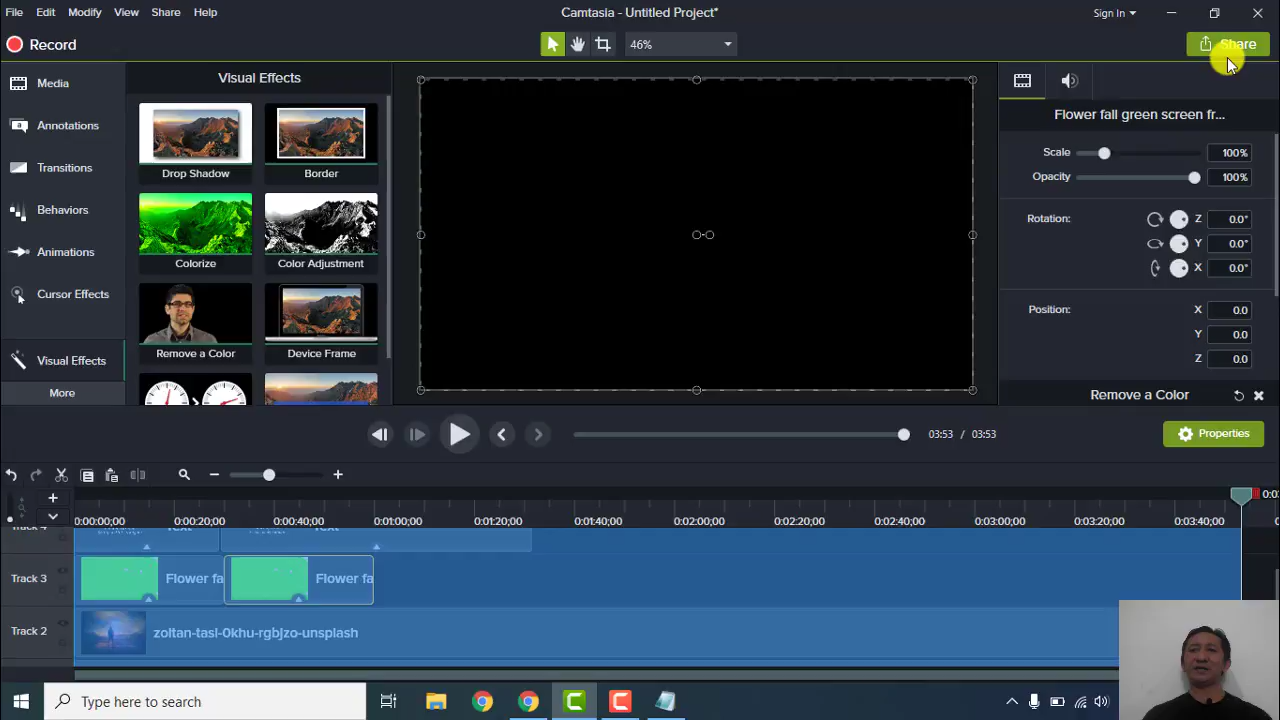 File Edit Modify View Share Help
Camtasia - Untitled Project*
Sign In
Record
46%
Share
Media
Annotations
Transitions
Behaviors
Animations
Cursor Effects
Visual Effects
More
Visual Effects
Drop Shadow
Border
Colorize
Color Adjustment
Remove a Color
Device Frame
Flower fall green screen fr...
Scale 100%
Opacity 100%
Rotation: Z 0.0°
Y 0.0°
X 0.0°
Position: X 0.0
Y 0.0
Z 0.0
Remove a Color
03:53 / 03:53
Properties
0:00:00;00 0:00:20;00 0:00:40;00 0:01:00;00 0:01:20;00 0:01:40;00 0:02:00;00 0:02:20;00 0:02:40;00 0:03:00;00 0:03:20;00 0:03:40;00
Track 4 Text Text
Track 3 Flower fa Flower fa
Track 2 zoltan-tasi-0khu-rgbjzo-unsplash
Type here to search